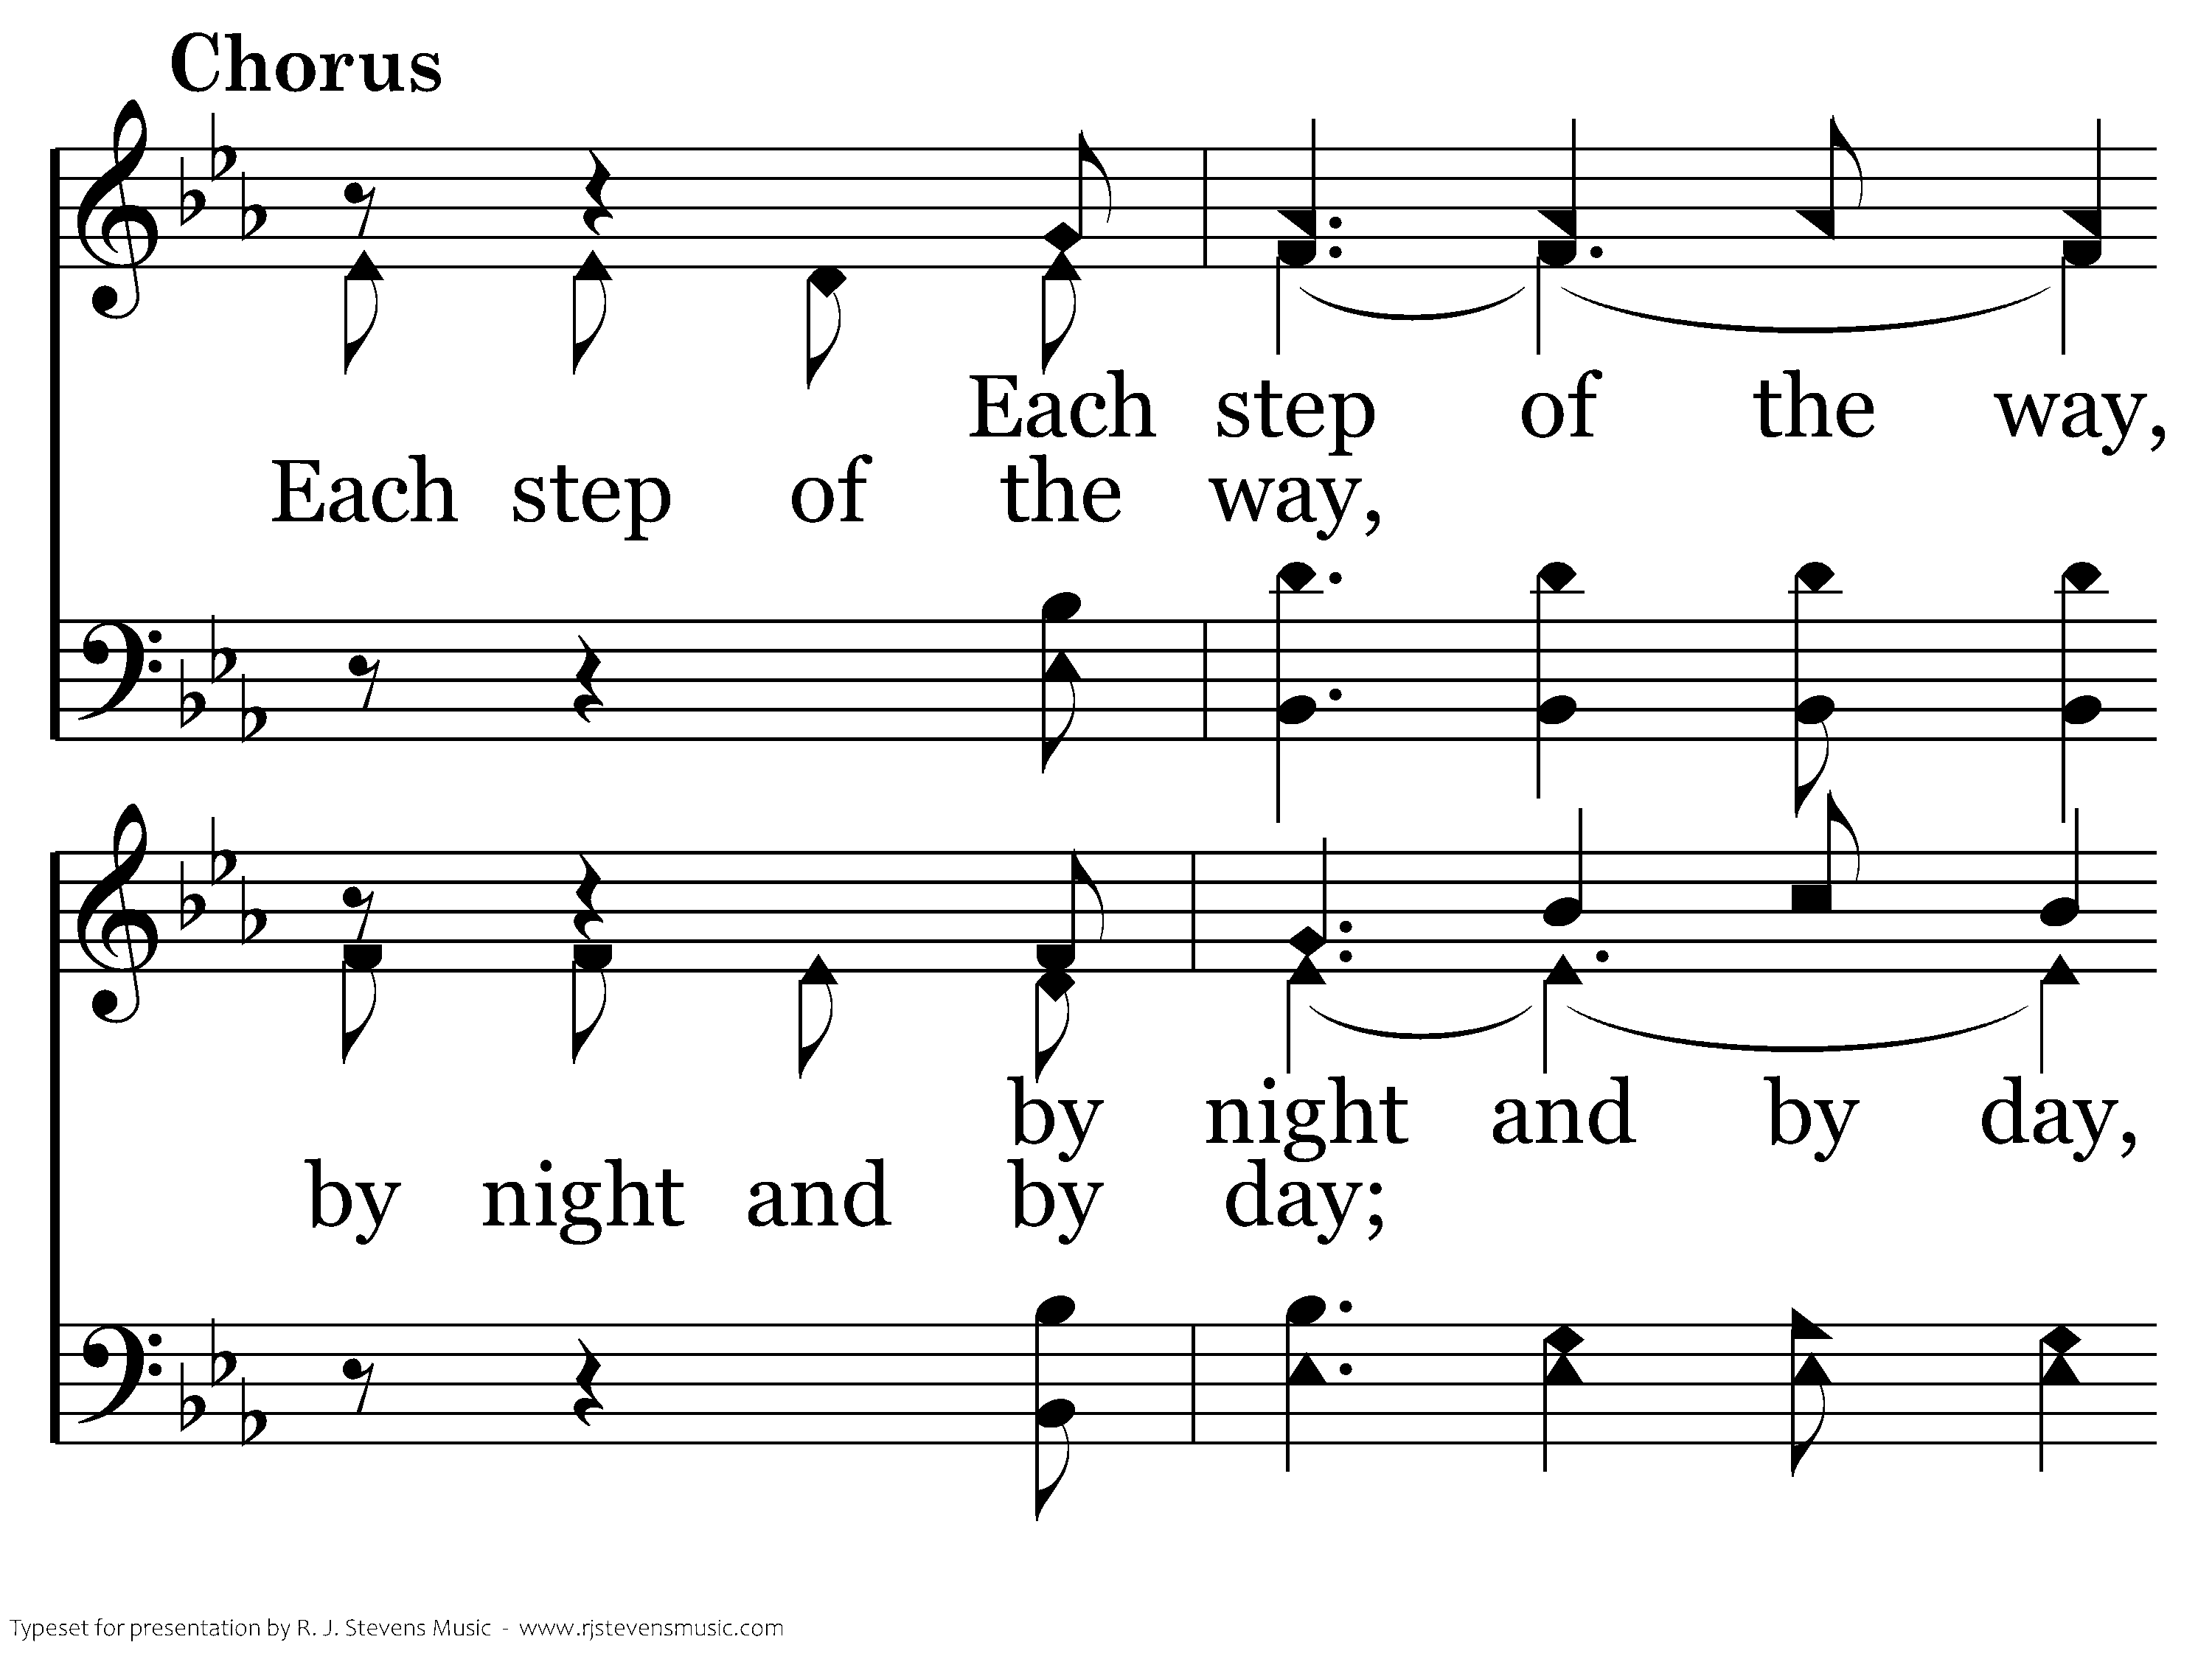 Chorus
Each step of the way,
Each step of the way,
by night and by day,
by night and by day;
Typeset for presentation by R. J. Stevens Music - www.rjstevensmusic.com